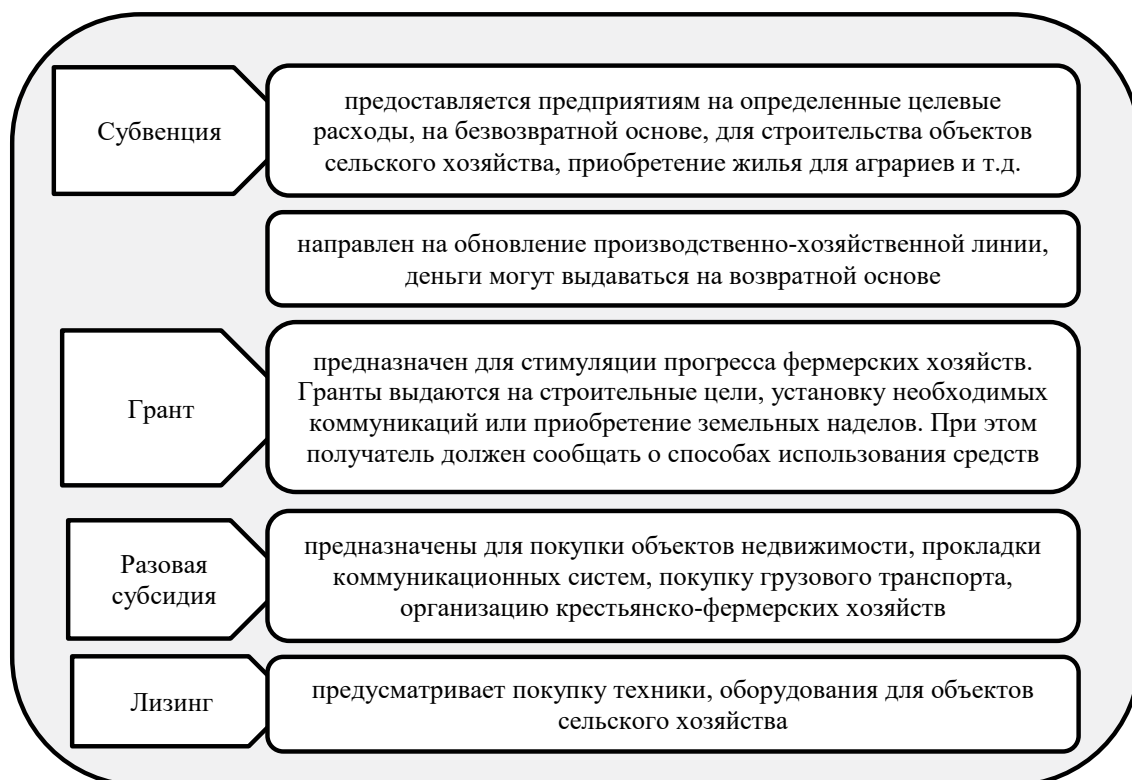 Субвенция
предоставляется предприятиям на определенные целевые
расходы, на безвозвратной основе, для строительства объектов
сельского хозяйства, приобретение жилья для аграриев и т.д.
направлен на обновление производственно-хозяйственной линии,
деньги могут выдаваться на возвратной основе
Грант
предназначен для стимуляции прогресса фермерских хозяйств.
Гранты выдаются на строительные цели, установку необходимых
коммуникаций или приобретение земельных наделов. При этом
получатель должен сообщать о способах использования средств
Разовая
субсидия
предназначены для покупки объектов недвижимости, прокладки
коммуникационных систем, покупку грузового транспорта,
организацию крестьянско-фермерских хозяйств
Лизинг
предусматривает покупку техники, оборудования для объектов
сельского хозяйства